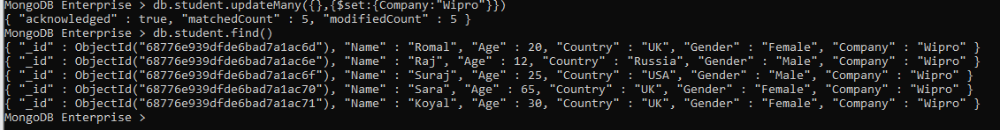 MongoDB Enterprise > db.student.updateMany({},{$set:{Company:"Wipro"}})
{ "acknowledged" : true, "matchedCount" : 5, "modifiedCount" : 5 }
MongoDB Enterprise > db.student.find()
{ "_id" : ObjectId("68776e939dfde6bad7a1ac6d"), "Name" : "Romal", "Age" : 20, "Country" : "UK", "Gender" : "Female", "Company" : "Wipro" }
{ "_id" : ObjectId("68776e939dfde6bad7a1ac6e"), "Name" : "Raj", "Age" : 12, "Country" : "Russia", "Gender" : "Male", "Company" : "Wipro" }
{ "_id" : ObjectId("68776e939dfde6bad7a1ac6f"), "Name" : "Suraj", "Age" : 25, "Country" : "USA", "Gender" : "Male", "Company" : "Wipro" }
{ "_id" : ObjectId("68776e939dfde6bad7a1ac70"), "Name" : "Sara", "Age" : 65, "Country" : "UK", "Gender" : "Female", "Company" : "Wipro" }
{ "_id" : ObjectId("68776e939dfde6bad7a1ac71"), "Name" : "Koyal", "Age" : 30, "Country" : "UK", "Gender" : "Female", "Company" : "Wipro" }
MongoDB Enterprise >